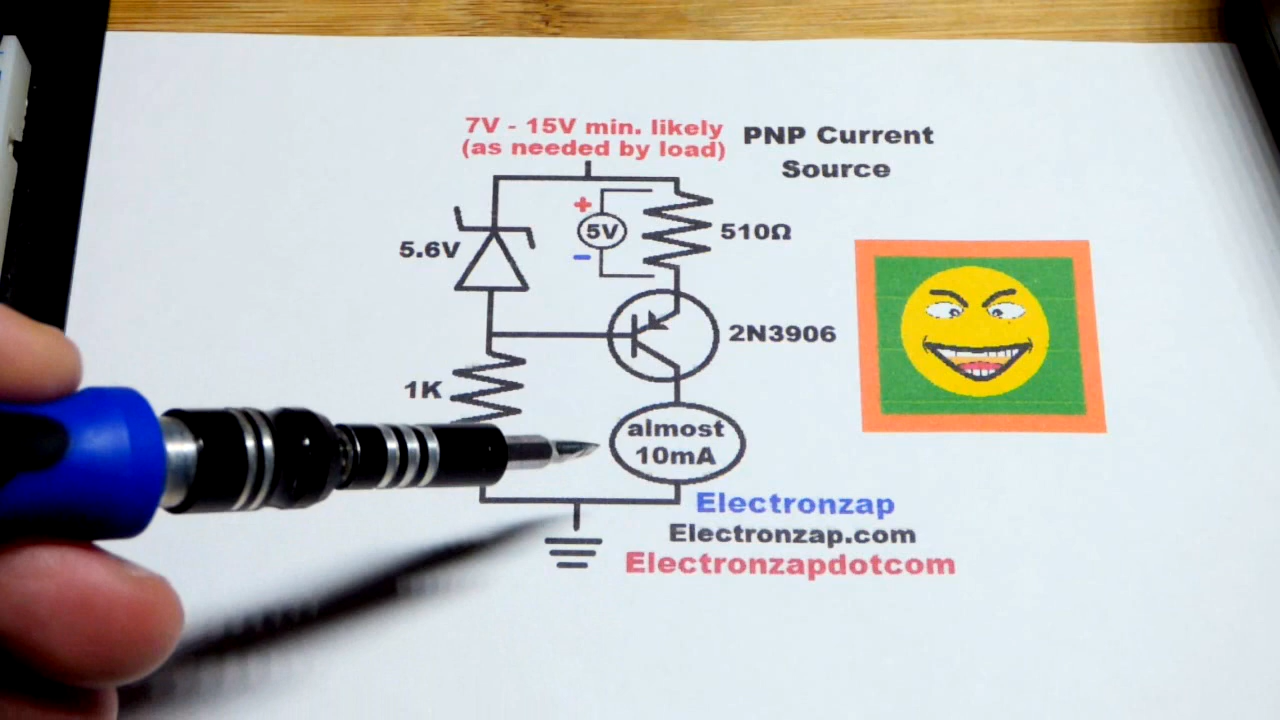 7V - 15V min. likely
(as needed by load)
PNP Current
Source
+
5V
-
510Ω
5.6V
2N3906
1K
almost
10mA
Electronzap
Electronzap.com
Electronzapdotcom